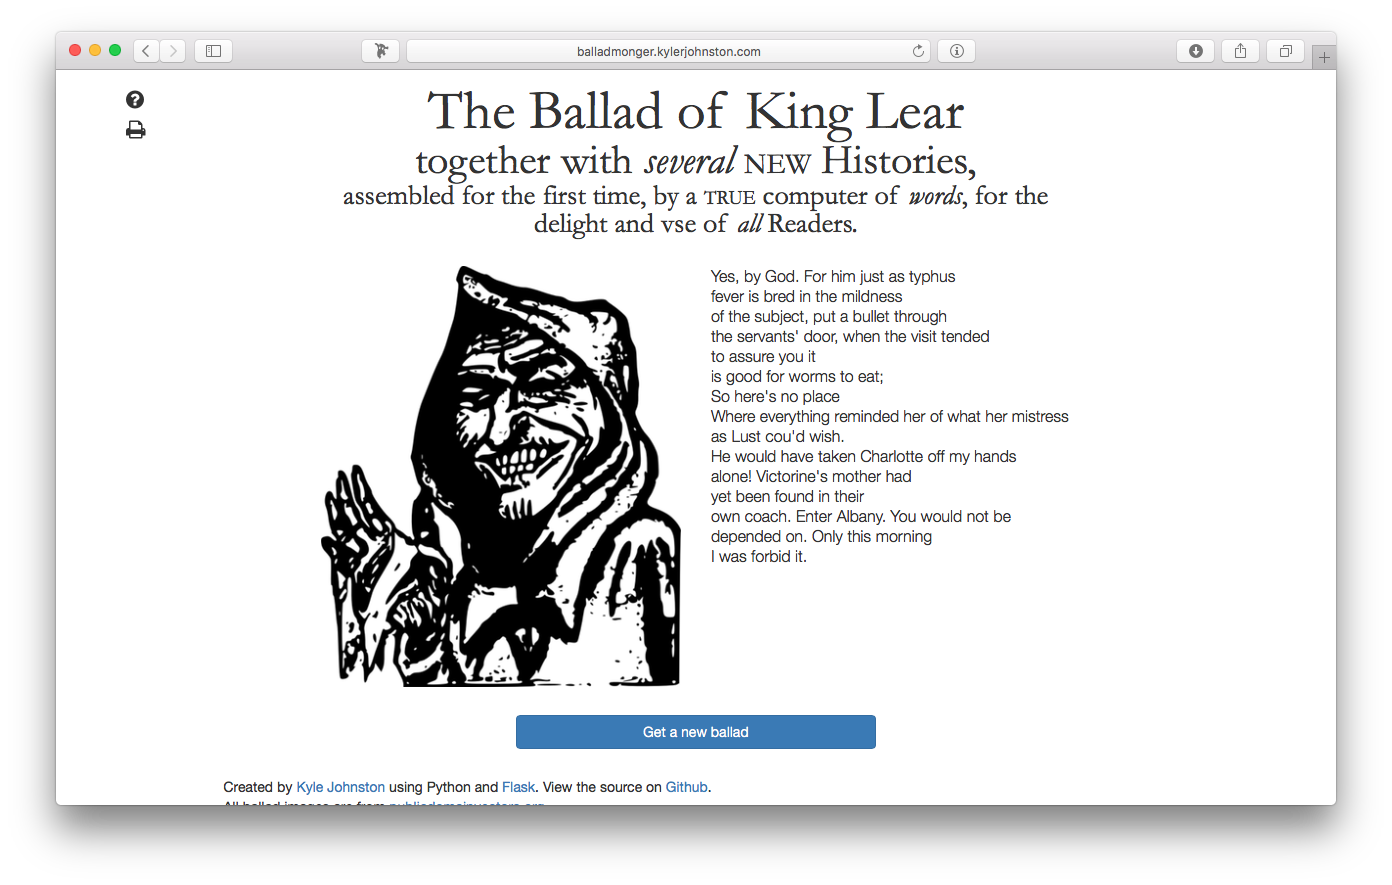 balladmonger.kylerjohnston.com
The Ballad of King Lear
together with several NEW Histories,
assembled for the first time, by a TRUE computer of words, for the
delight and vse of all Readers.
Yes, by God. For him just as typhus
fever is bred in the mildness
of the subject, put a bullet through
the servants' door, when the visit tended
to assure you it
is good for worms to eat;
So here's no place
Where everything reminded her of what her mistress
as Lust cou'd wish.
He would have taken Charlotte off my hands
alone! Victorine's mother had
yet been found in their
own coach. Enter Albany. You would not be
depended on. Only this morning
I was forbid it.
Get a new ballad
Created by Kyle Johnston using Python and Flask. View the source on Github.
All ballad images are from publicdomainvectors.org